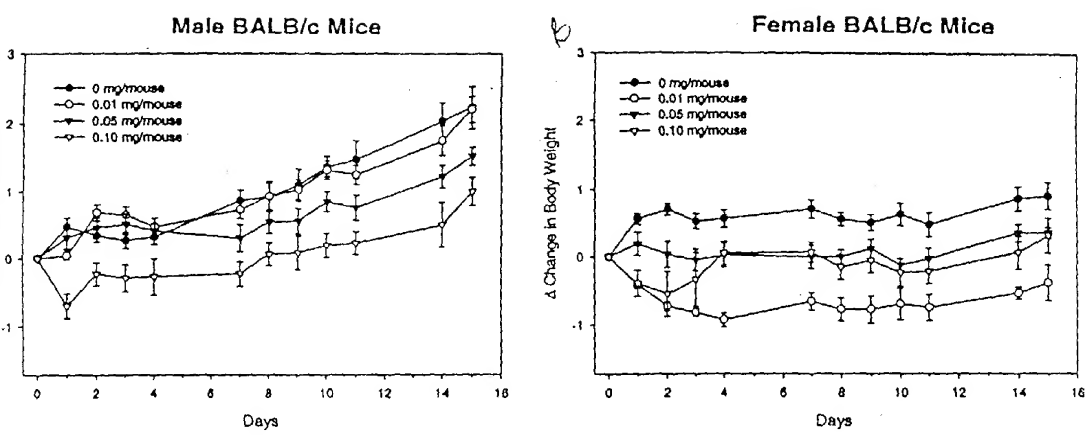 Male BALB/c Mice
3
2
1
0
-1
0 mg/mouse
0.01 mg/mouse
0.05 mg/mouse
0.10 mg/mouse
0 2 4 6 8 10 12 14 16
Days
Female BALB/c Mice
Δ Change in Body Weight
3
2
1
0
-1
0 mg/mouse
0.01 mg/mouse
0.05 mg/mouse
0.10 mg/mouse
0 2 4 6 8 10 12 14 16
Days